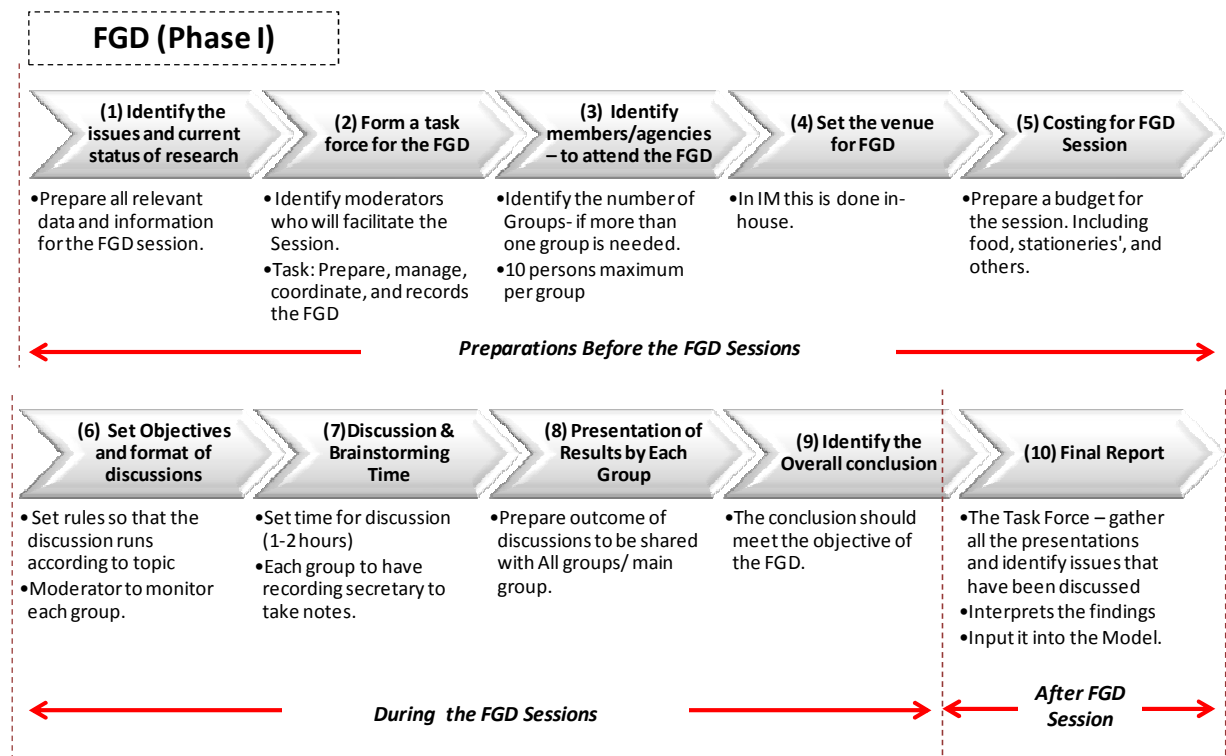 FGD (Phase I)
(1) Identify the
issues and current
status of research
•Prepare all relevant
data and information
for the FGD session.
(2) Form a task
force for the FGD
•Identify moderators
who will facilitate the
Session.
•Task: Prepare, manage,
coordinate, and records
the FGD
(3) Identify
members/agencies
– to attend the FGD
•Identify the number of
Groups- if more than
one group is needed.
•10 persons maximum
per group
(4) Set the venue
for FGD
•In IM this is done in-
house.
(5) Costing for FGD
Session
•Prepare a budget for
the session. Including
food, stationeries', and
others.
Preparations Before the FGD Sessions
(6) Set Objectives
and format of
discussions
• Set rules so that the
discussion runs
according to topic
•Moderator to monitor
each group.
(7)Discussion &
Brainstorming
Time
•Set time for discussion
(1-2 hours)
•Each group to have
recording secretary to
take notes.
(8) Presentation of
Results by Each
Group
•Prepare outcome of
discussions to be shared
with All groups/ main
group.
(9) Identify the
Overall conclusion
•The conclusion should
meet the objective of
the FGD.
(10) Final Report
•The Task Force – gather
all the presentations
and identify issues that
have been discussed
•Interprets the findings
•Input it into the Model.
During the FGD Sessions
After FGD
Session